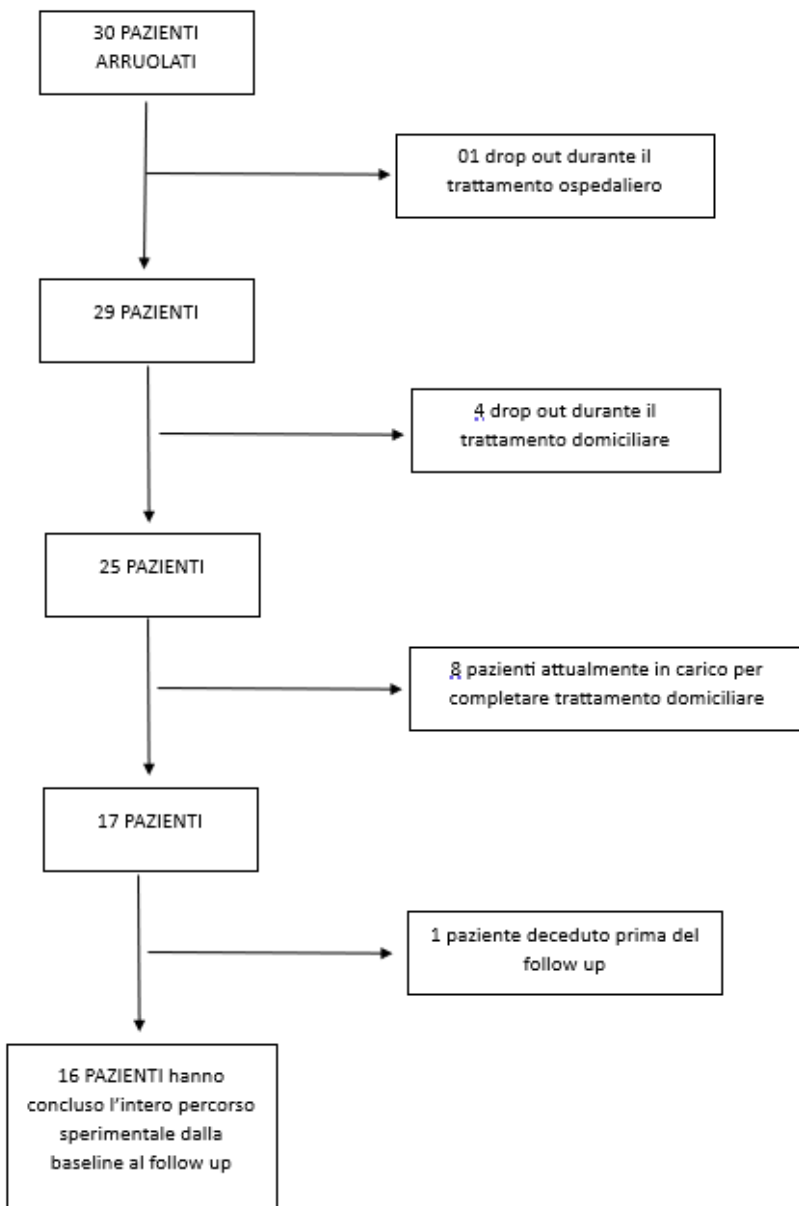 30 PAZIENTI
ARRUOLATI
01 drop out durante il
trattamento ospedaliero
29 PAZIENTI
4 drop out durante il
trattamento domiciliare
25 PAZIENTI
8 pazienti attualmente in carico per
completare trattamento domiciliare
17 PAZIENTI
1 paziente deceduto prima del
follow up
16 PAZIENTI hanno
concluso l'intero percorso
sperimentale dalla
baseline al follow up